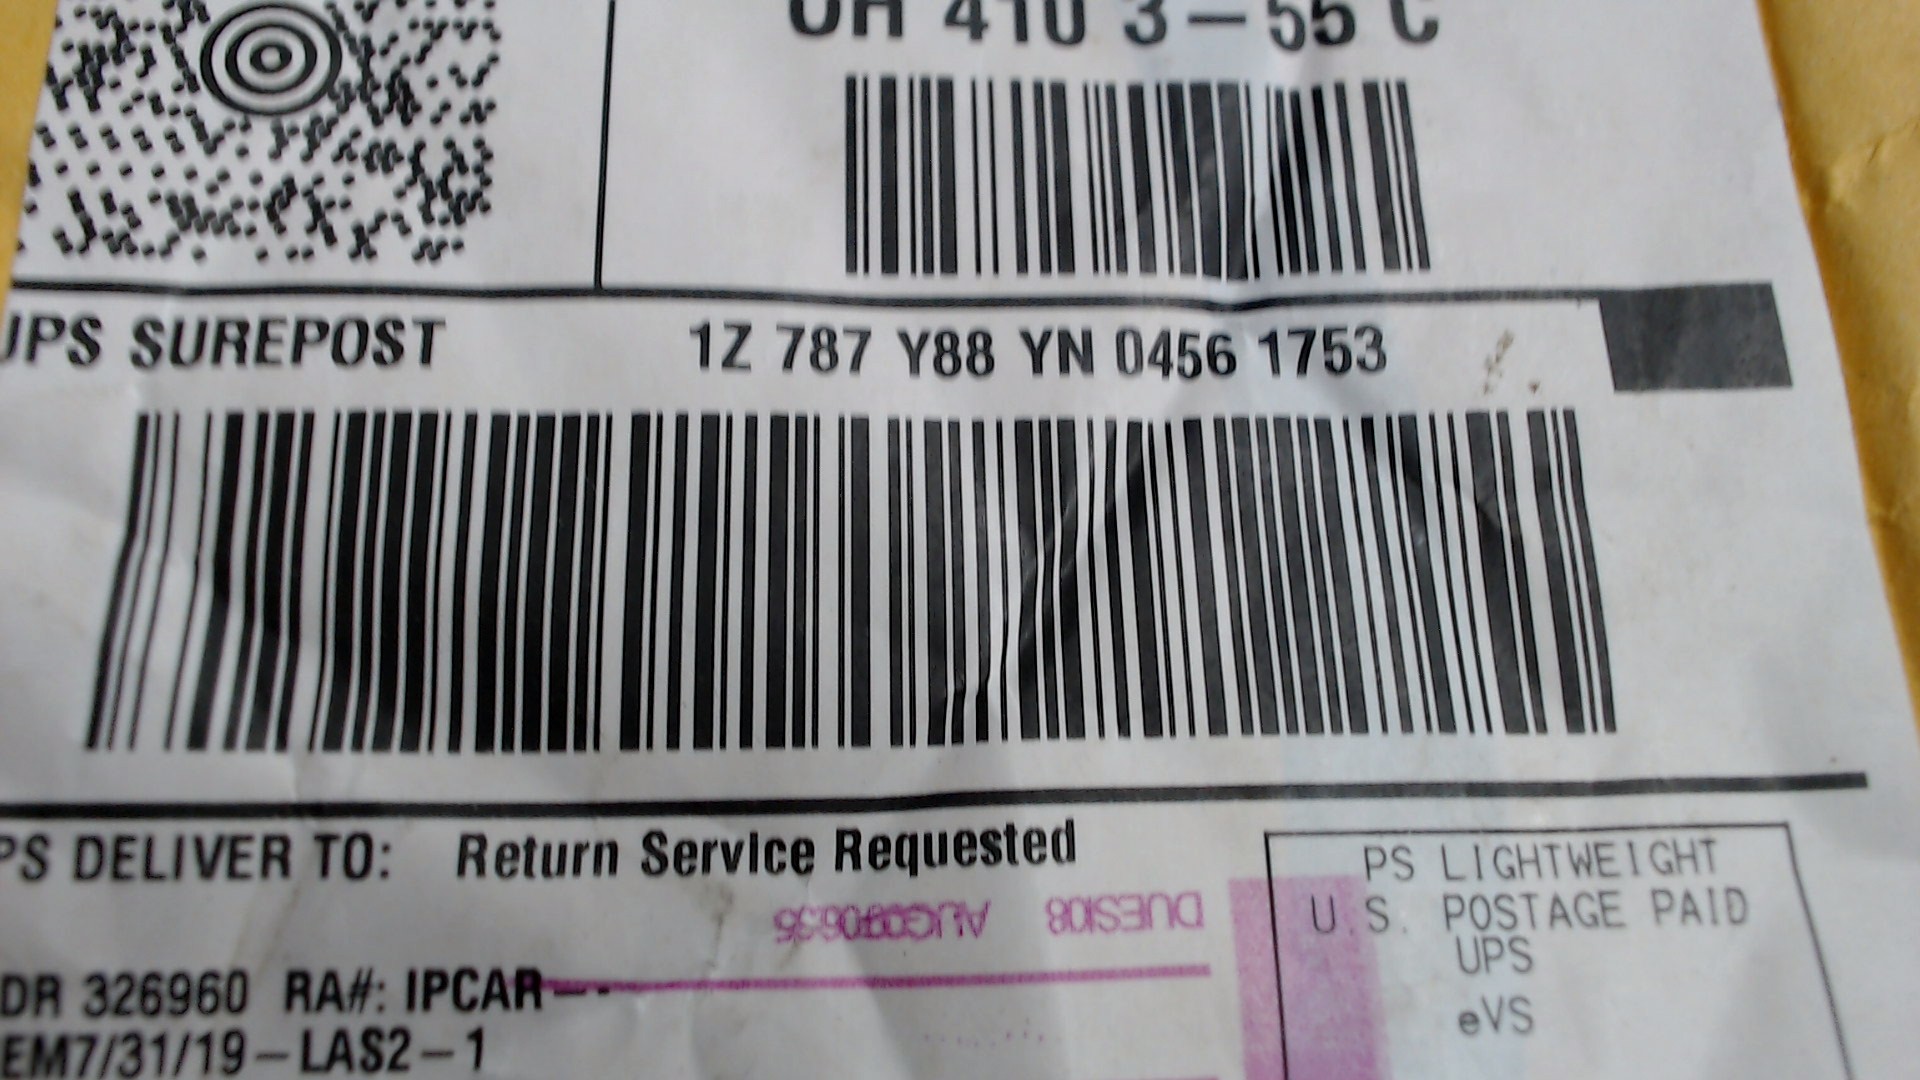 OH 410 3-55 C
UPS SUREPOST 1Z 787 Y88 YN 0456 1753
PS DELIVER TO: Return Service Requested
DUESI08
DR 326960 RA#: IPCAR--
EM7/31/19-LAS2-1
PS LIGHTWEIGHT
U.S. POSTAGE PAID
UPS
eVS